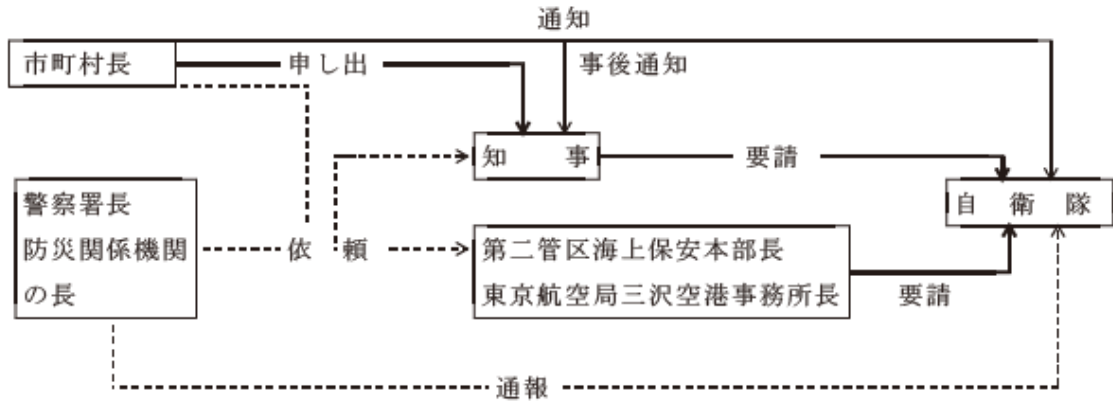 通知
市町村長
申し出
事後通知
知 事
要請
警察署長
防災関係機関
の長
自 衛 隊
依 頼
第二管区海上保安本部長
東京航空局三沢空港事務所長
要請
通報